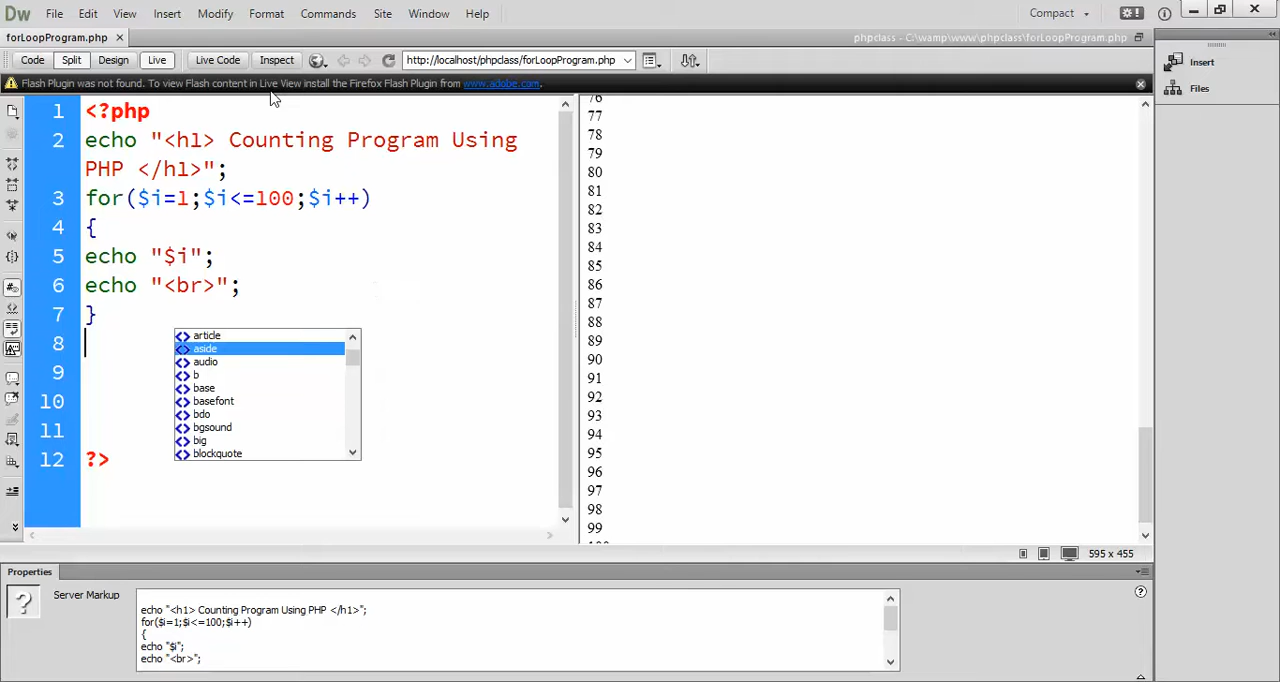 Dw File Edit View Insert Modify Format Commands Site Window Help Compact
forLoopProgram.php × phpclass - C:\wamp\www\phpclass\forLoopProgram.php
Code Split Design Live Live Code Inspect http://localhost/phpclass/forLoopProgram.php
Flash Plugin was not found. To view Flash content in Live View install the Firefox Flash Plugin from www.adobe.com.
Insert
Files
1 <?php
2 echo "<h1> Counting Program Using
PHP </h1>";
3 for($i=1;$i<=100;$i++)
4 {
5 echo "$i";
6 echo "<br>";
7 }
8
9
10
11
12 ?>
<> article
<> aside
<> audio
<> b
<> base
<> basefont
<> bdo
<> bgsound
<> big
<> blockquote
76
77
78
79
80
81
82
83
84
85
86
87
88
89
90
91
92
93
94
95
96
97
98
99
100
595 x 455
Properties
? Server Markup
echo "<h1> Counting Program Using PHP </h1>";
for($i=1;$i<=100;$i++)
{
echo "$i";
echo "<br>";